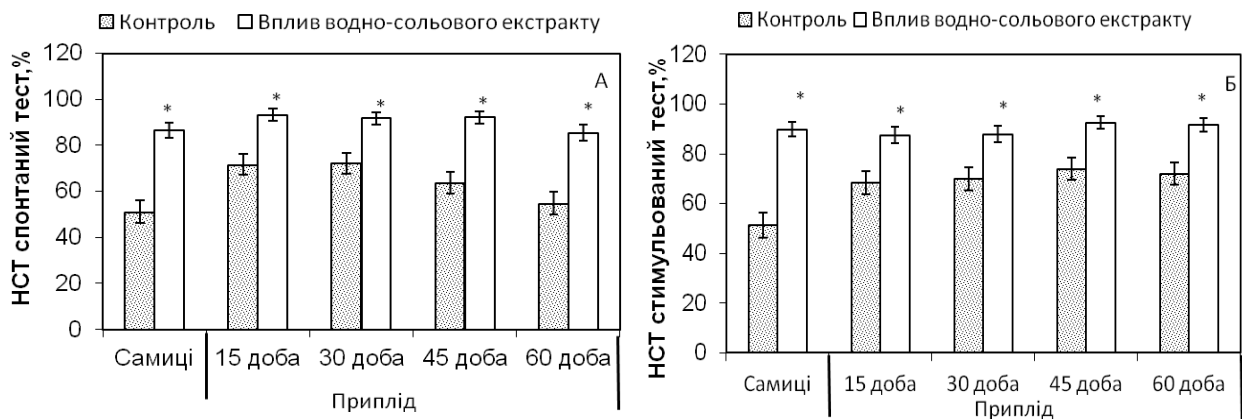 Контроль Вплив водно-сольового екстракту
НСТ спонтаний тест,%
120
100
80
60
40
20
0
А
* * * * *
Самиці 15 доба 30 доба 45 доба 60 доба
Приплід
Контроль Вплив водно-сольового екстракту
НСТ стимульований тест,%
120
100
80
60
40
20
0
Б
* * * * *
Самиці 15 доба 30 доба 45 доба 60 доба
Приплід